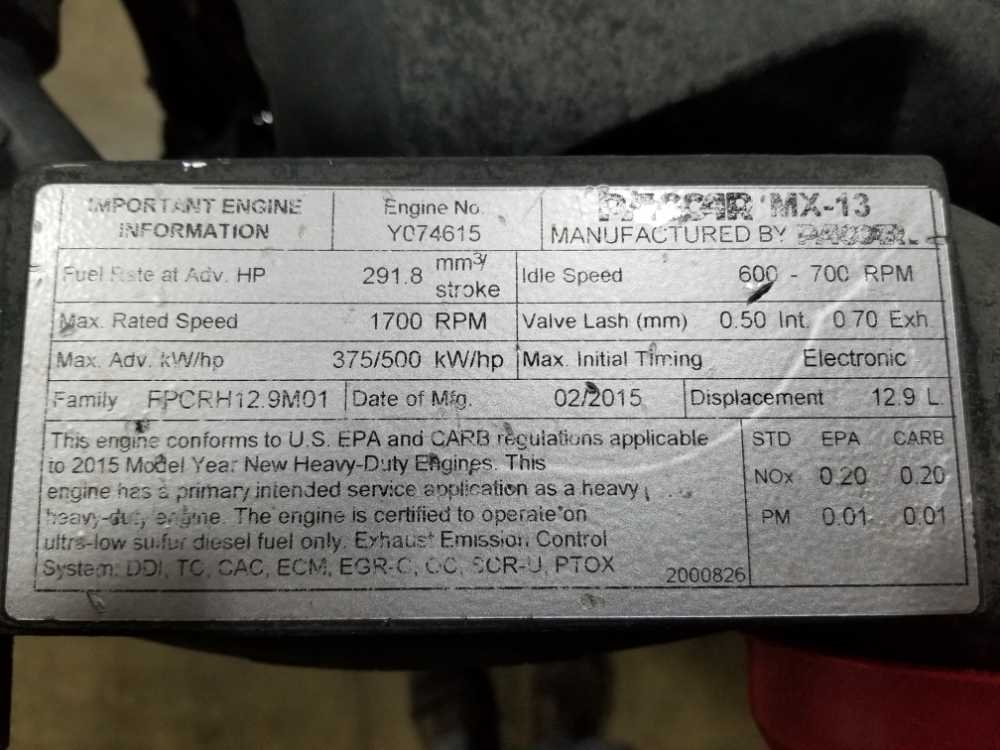 IMPORTANT ENGINE
INFORMATION
Engine No.
Y074615
PACCAR MX-13
MANUFACTURED BY PACCAR
Fuel Rate at Adv. HP 291.8 mm³/
stroke
Idle Speed 600 - 700 RPM
Max. Rated Speed 1700 RPM
Valve Lash (mm) 0.50 Int. 0.70 Exh.
Max. Adv. kW/hp 375/500 kW/hp
Max. Initial Timing Electronic
Family FPCRH12.9M01
Date of Mfg. 02/2015
Displacement 12.9 L
This engine conforms to U.S. EPA and CARB regulations applicable
to 2015 Model Year New Heavy-Duty Engines. This
engine has a primary intended service application as a heavy
heavy-duty engine. The engine is certified to operate on
ultra-low sulfur diesel fuel only. Exhaust Emission Control
System: DDI, TC, CAC, ECM, EGR-C, OC, SCR-U, PTOX
2000826
STD EPA CARB
NOx 0.20 0.20
PM 0.01 0.01